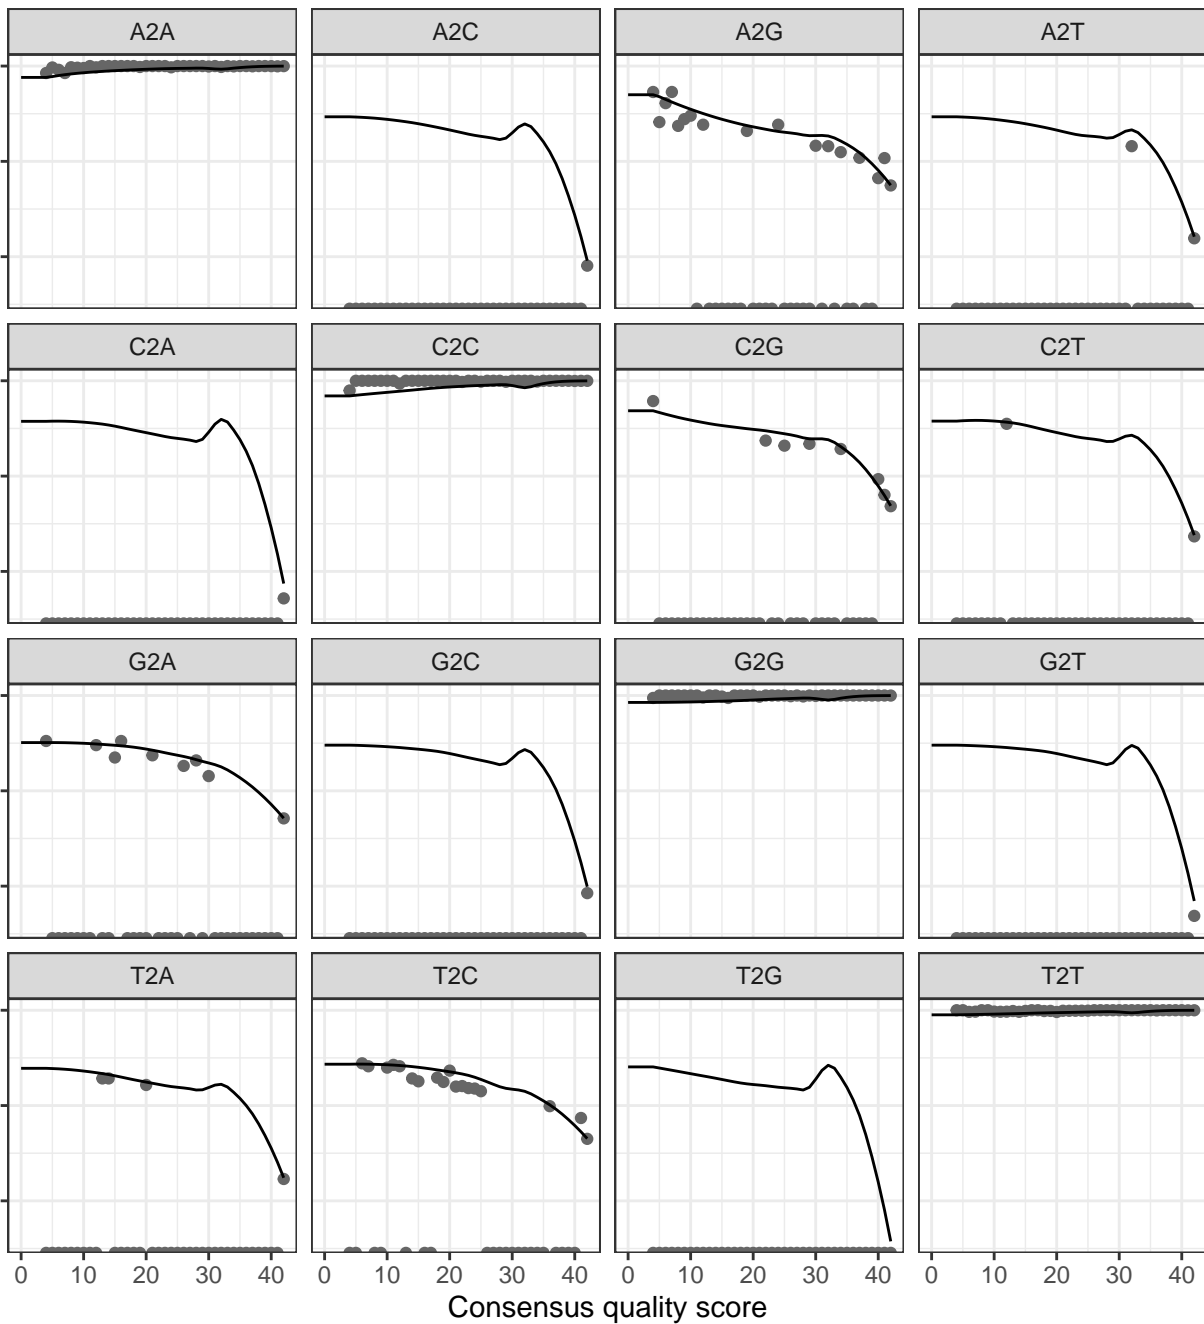 A2A A2C A2G A2T
C2A C2C C2G C2T
G2A G2C G2G G2T
T2A T2C T2G T2T
0 10 20 30 40 0 10 20 30 40 0 10 20 30 40 0 10 20 30 40
Consensus quality score